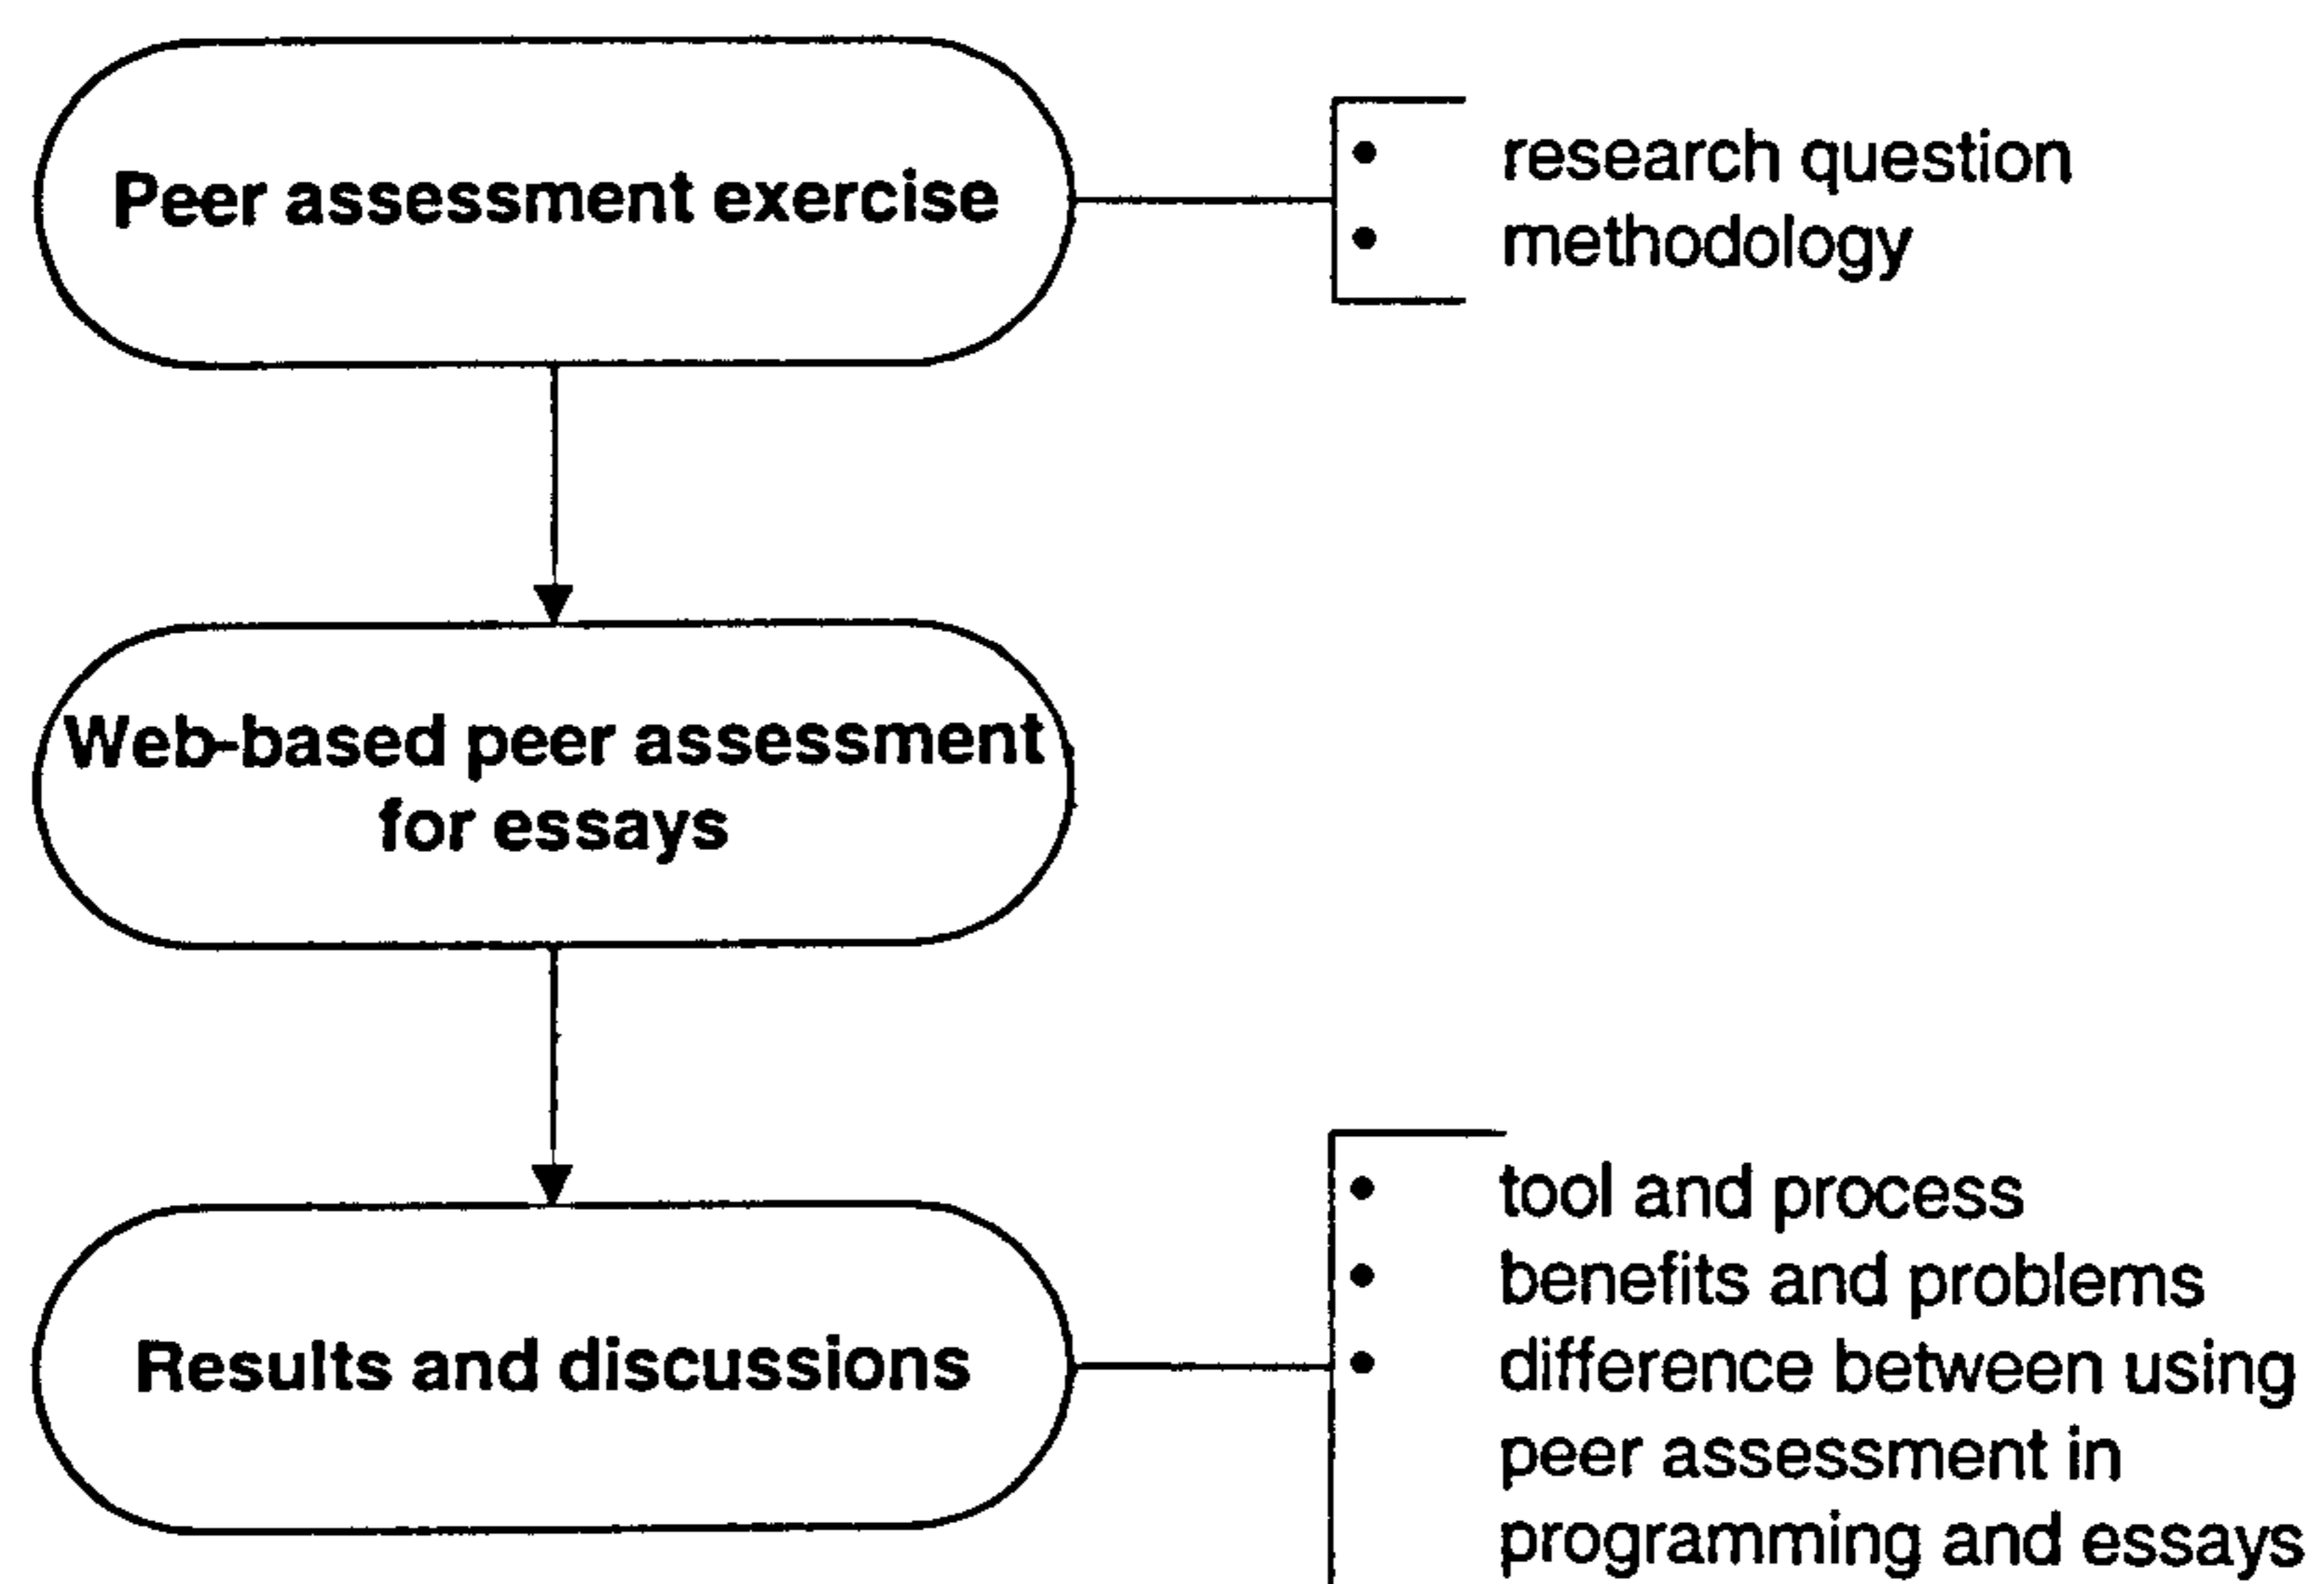 Peer assessment exercise
• research question
• methodology
Web-based peer assessment
for essays
Results and discussions
• tool and process
• benefits and problems
• difference between using
peer assessment in
programming and essays